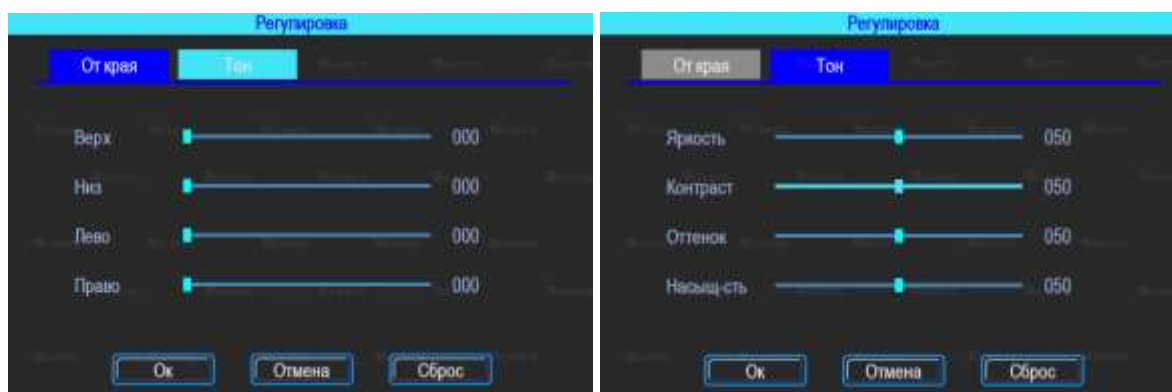 Регулировка
От края Тон
Верх 000
Низ 000
Лево 000
Право 000
Ок Отмена Сброс
Регулировка
От края Тон
Яркость 050
Контраст 050
Оттенок 050
Насыщ-сть 050
Ок Отмена Сброс